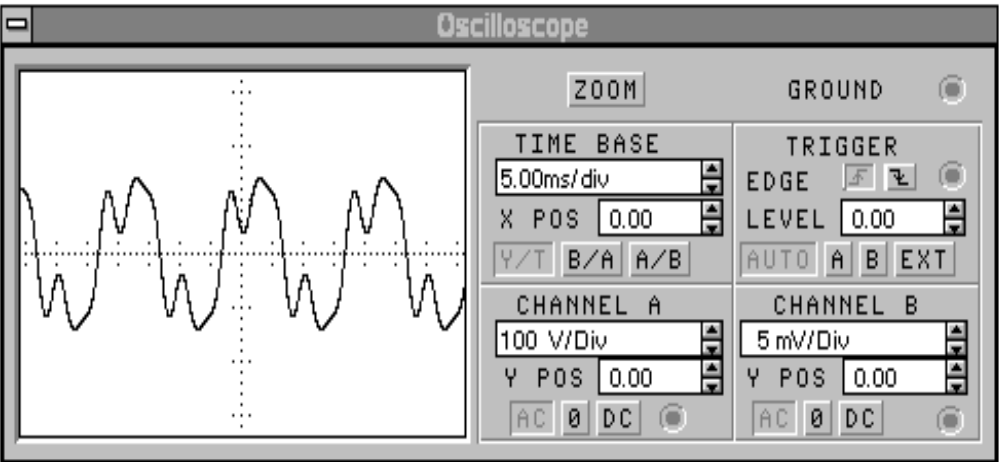 Oscilloscope
ZOOM GROUND
TIME BASE
5.00ms/div
X POS 0.00
Y/T B/A A/B
TRIGGER
EDGE
LEVEL 0.00
AUTO A B EXT
CHANNEL A
100 V/Div
Y POS 0.00
AC 0 DC
CHANNEL B
5 mV/Div
Y POS 0.00
AC 0 DC